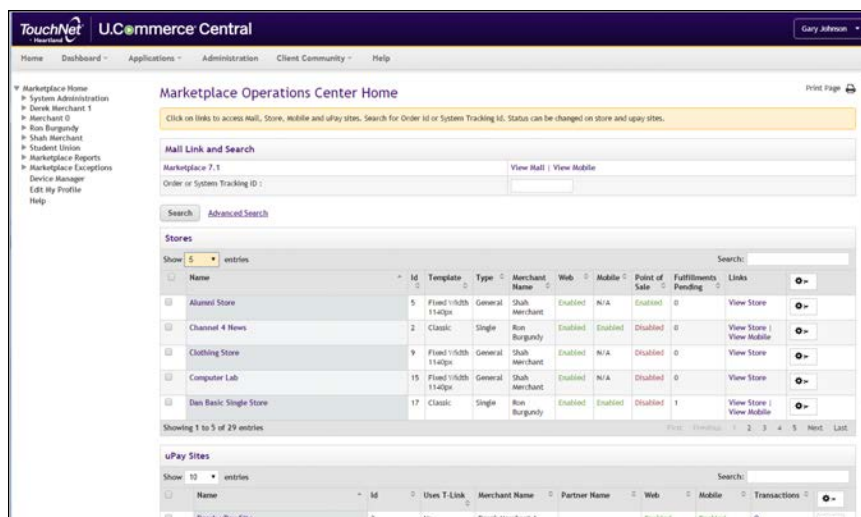 TouchNet U.Commerce Central
Heartland
Gary Johnson
Home Dashboard Applications Administration Client Community Help
Marketplace Home
System Administration
Derek Merchant 1
Merchant 0
Ron Burgundy
Shah Merchant
Student Union
Marketplace Reports
Marketplace Exceptions
Device Manager
Edit My Profile
Help
Marketplace Operations Center Home
Print Page
Click on links to access Mall, Store, Mobile and uPay sites. Search for Order Id or System Tracking Id. Status can be changed on store and upay sites.
Mall Link and Search
Marketplace 7.1 View Mall | View Mobile
Order or System Tracking ID :
Search Advanced Search
Stores
Show 5 entries Search:
Name Id Template Type Merchant Name Web Mobile Point of Sale Fulfillments Pending Links
Alumni Store 5 Fixed Width 1140px General Shah Merchant Enabled N/A Enabled 0 View Store
Channel 4 News 2 Classic Single Ron Burgundy Enabled Enabled Disabled 0 View Store | View Mobile
Clothing Store 9 Fixed Width 1140px General Shah Merchant Enabled N/A Disabled 0 View Store
Computer Lab 15 Fixed Width 1140px General Shah Merchant Enabled N/A Disabled 0 View Store
Dan Basic Single Store 17 Classic Single Ron Burgundy Enabled Enabled Disabled 1 View Store | View Mobile
Showing 1 to 5 of 29 entries First Previous 1 2 3 4 5 Next Last
uPay Sites
Show 10 entries Search:
Name Id Uses T-Link Merchant Name Partner Name Web Mobile Transactions